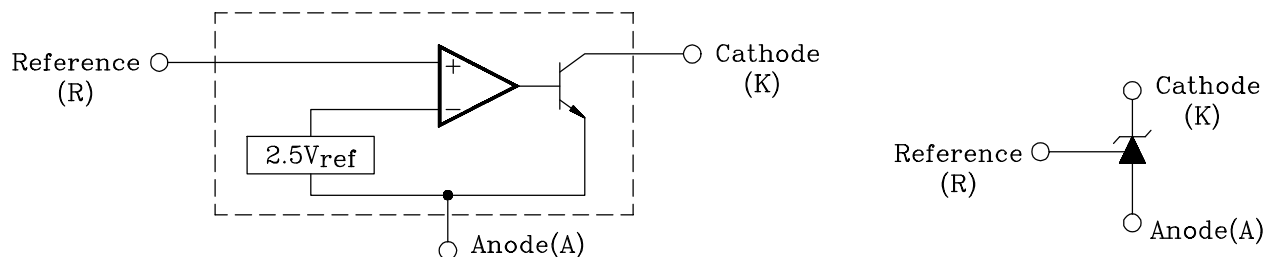 Reference
(R)
+
−
2.5Vref
Cathode
(K)
Anode(A)
Reference
(R)
Cathode
(K)
Anode(A)